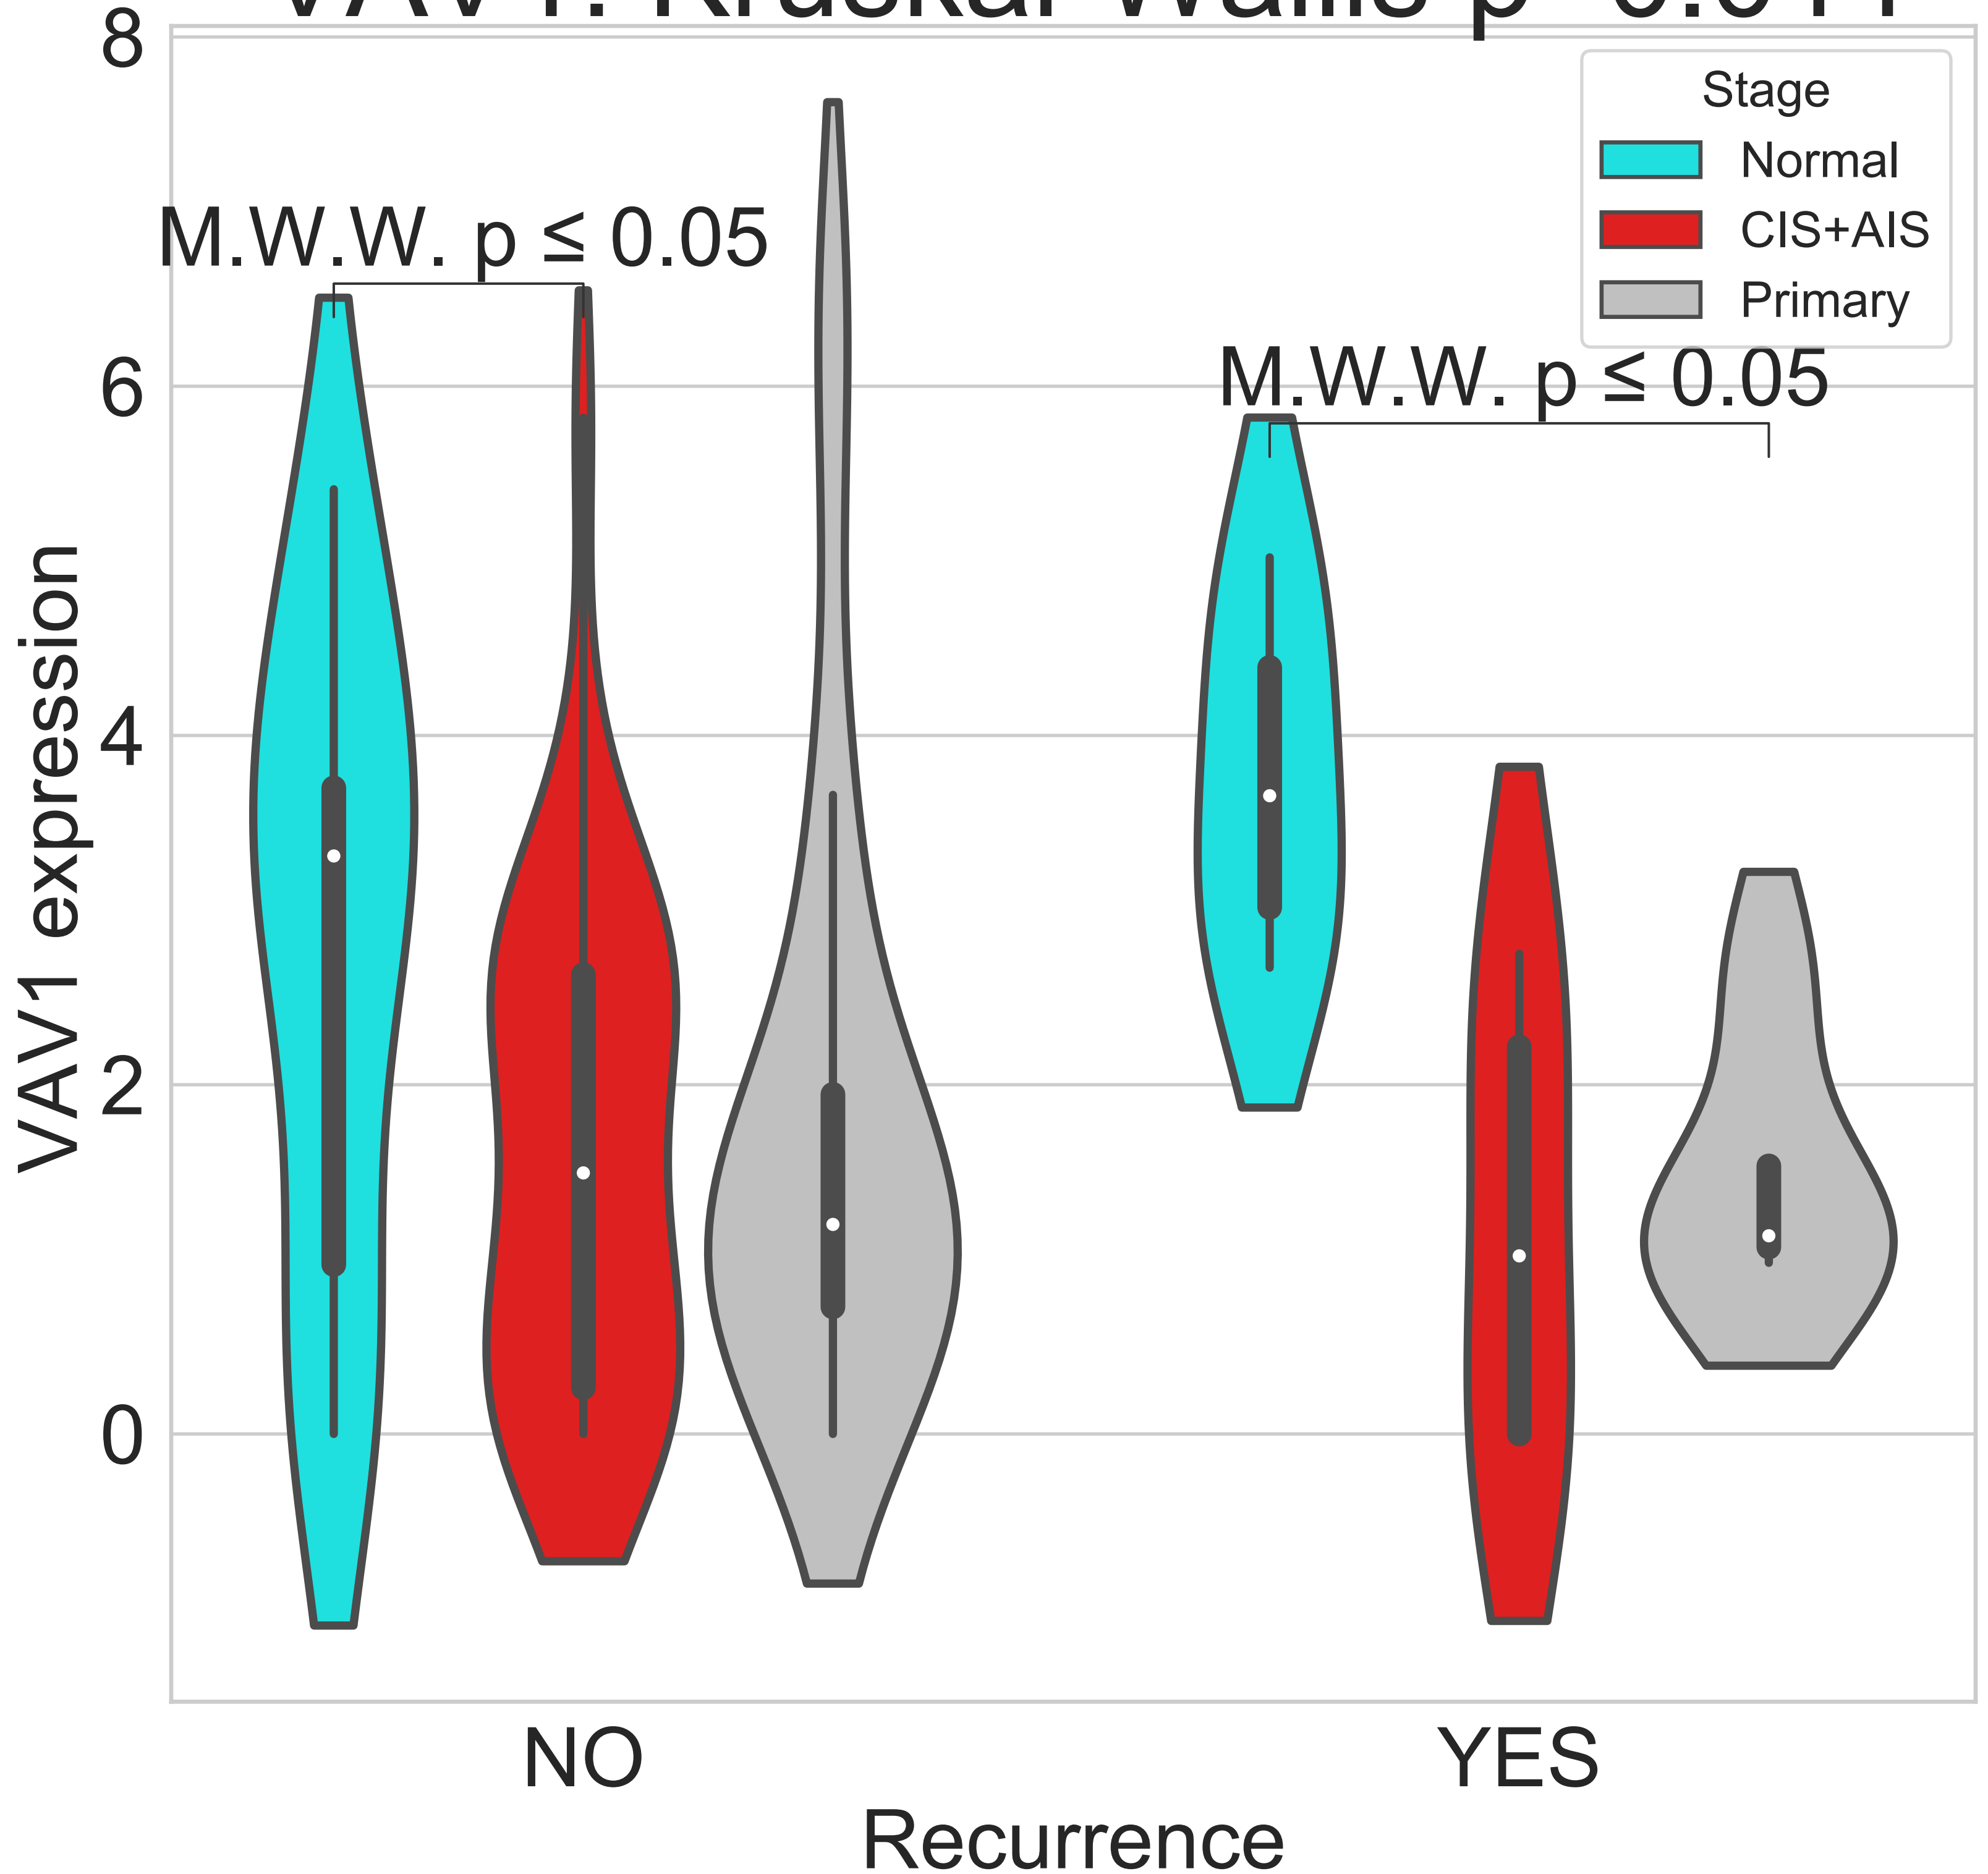 8
Stage
Normal
CIS+AIS
Primary
M.W.W. p ≤ 0.05
M.W.W. p ≤ 0.05
6
4
2
0
VAV1 expression
NO
YES
Recurrence